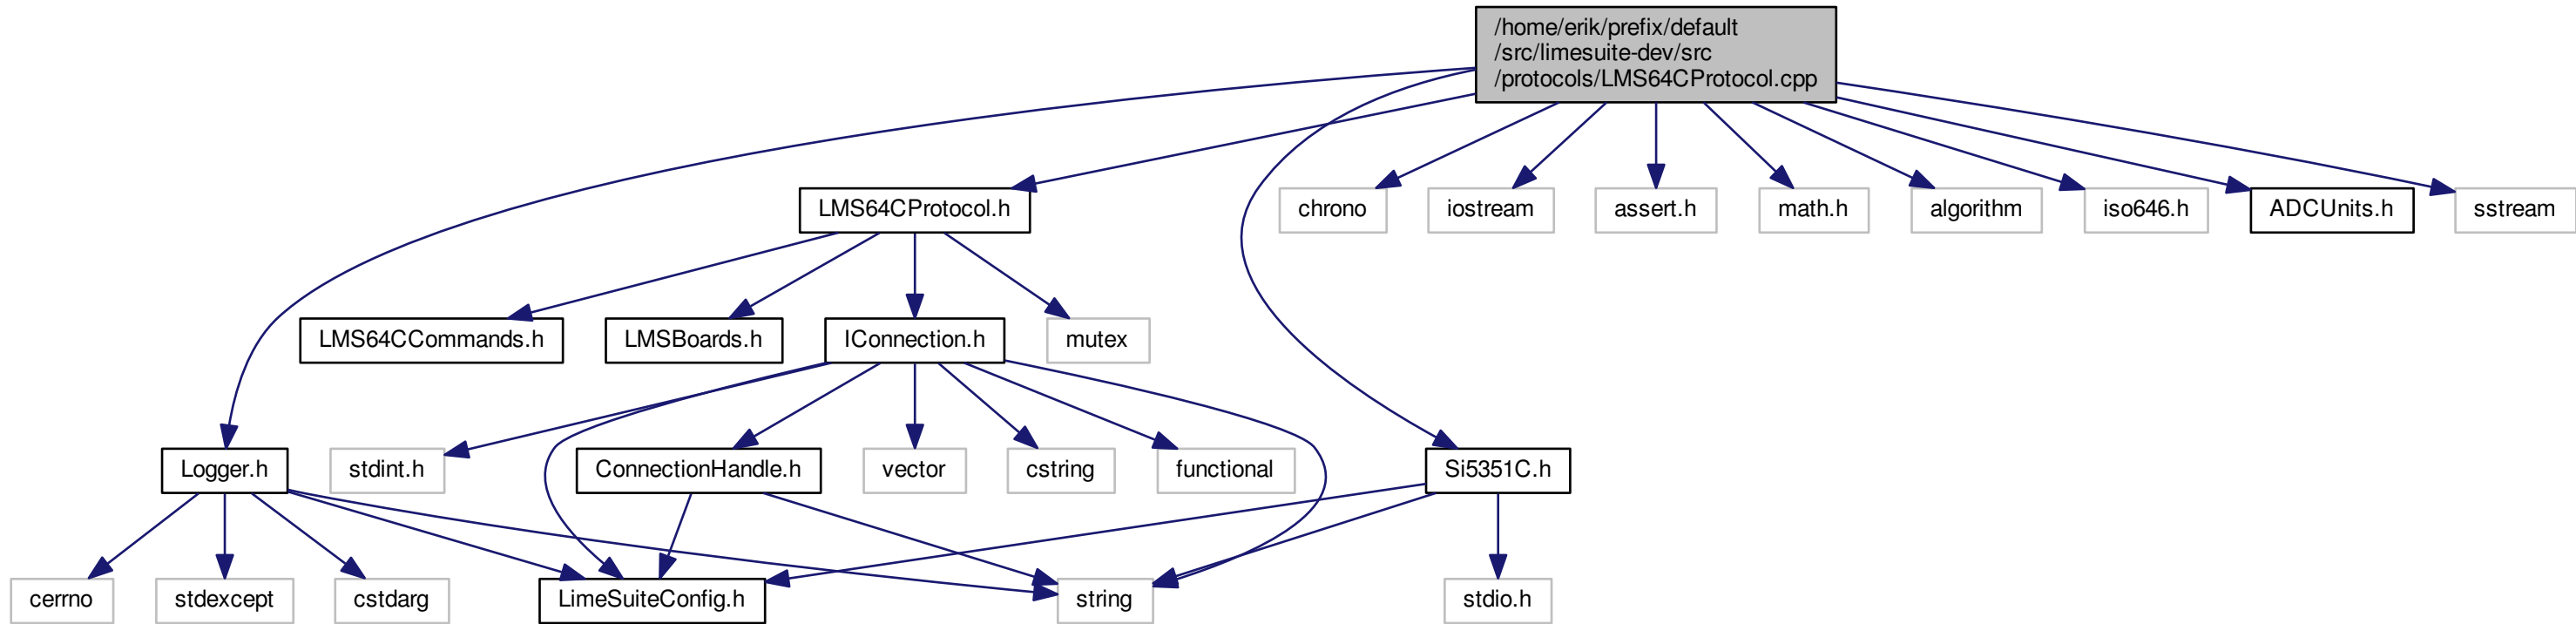 /home/erik/prefix/default
/src/limesuite-dev/src
/protocols/LMS64CProtocol.cpp
LMS64CProtocol.h
chrono
iostream
assert.h
math.h
algorithm
iso646.h
ADCUnits.h
sstream
LMS64CCommands.h
LMSBoards.h
IConnection.h
mutex
Logger.h
stdint.h
ConnectionHandle.h
vector
cstring
functional
Si5351C.h
cerrno
stdexcept
cstdarg
LimeSuiteConfig.h
string
stdio.h